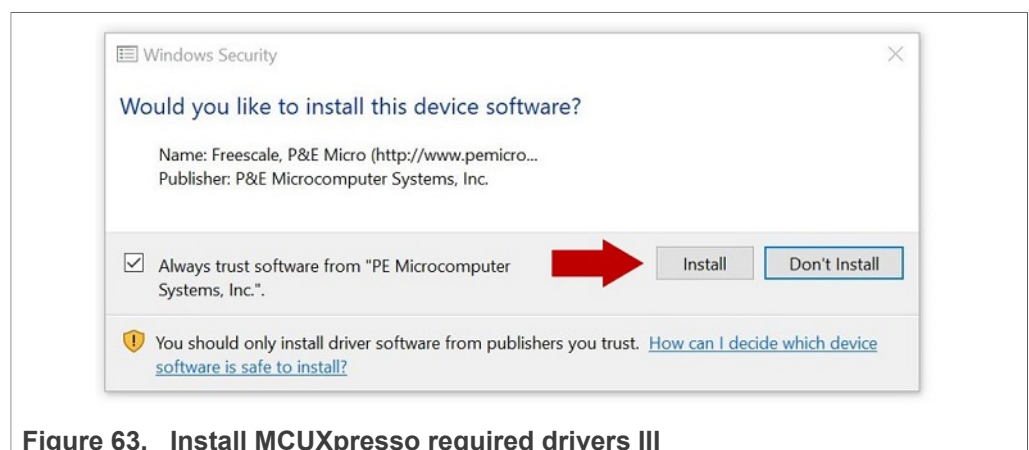 Windows Security
Would you like to install this device software?
Name: Freescale, P&E Micro (http://www.pemicro...
Publisher: P&E Microcomputer Systems, Inc.
Always trust software from "PE Microcomputer
Systems, Inc.".
Install
Don't Install
You should only install driver software from publishers you trust. How can I decide which device
software is safe to install?
Figure 63. Install MCUXpresso required drivers III